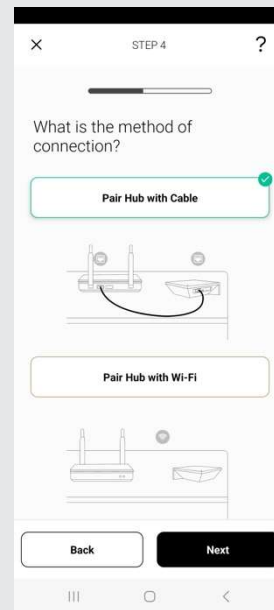 STEP 4
?
What is the method of
connection?
Pair Hub with Cable
Pair Hub with Wi-Fi
Back
Next